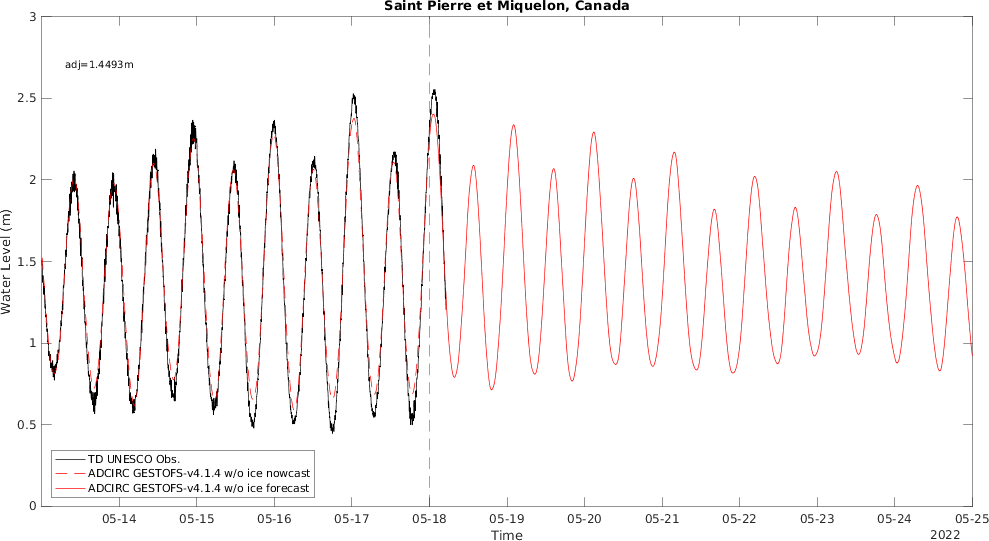 Saint Pierre et Miquelon, Canada
adj=1.4493m
3
2.5
2
1.5
1
0.5
0
Water Level (m)
TD UNESCO Obs.
ADCIRC GESTOFS-v4.1.4 w/o ice nowcast
ADCIRC GESTOFS-v4.1.4 w/o ice forecast
05-14 05-15 05-16 05-17 05-18 05-19 05-20 05-21 05-22 05-23 05-24 05-25
Time
2022